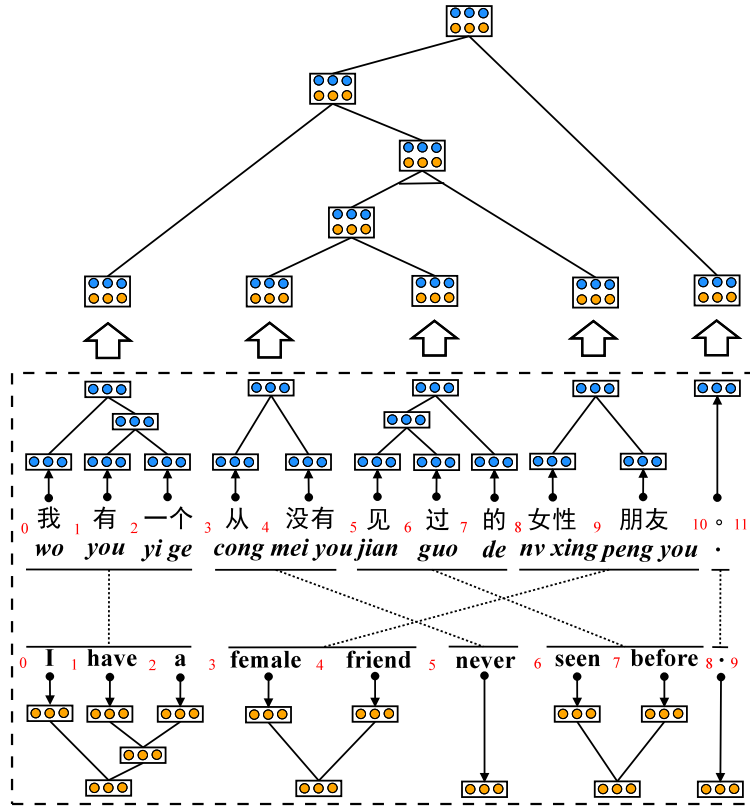 0 我 1 有 2 一个 3 从 4 没有 5 见 6 过 7 的 8 女性 9 朋友 10 。 11
wo you yi ge cong mei you jian guo de nv xing peng you .
0 I 1 have 2 a 3 female 4 friend 5 never 6 seen 7 before 8 . 9